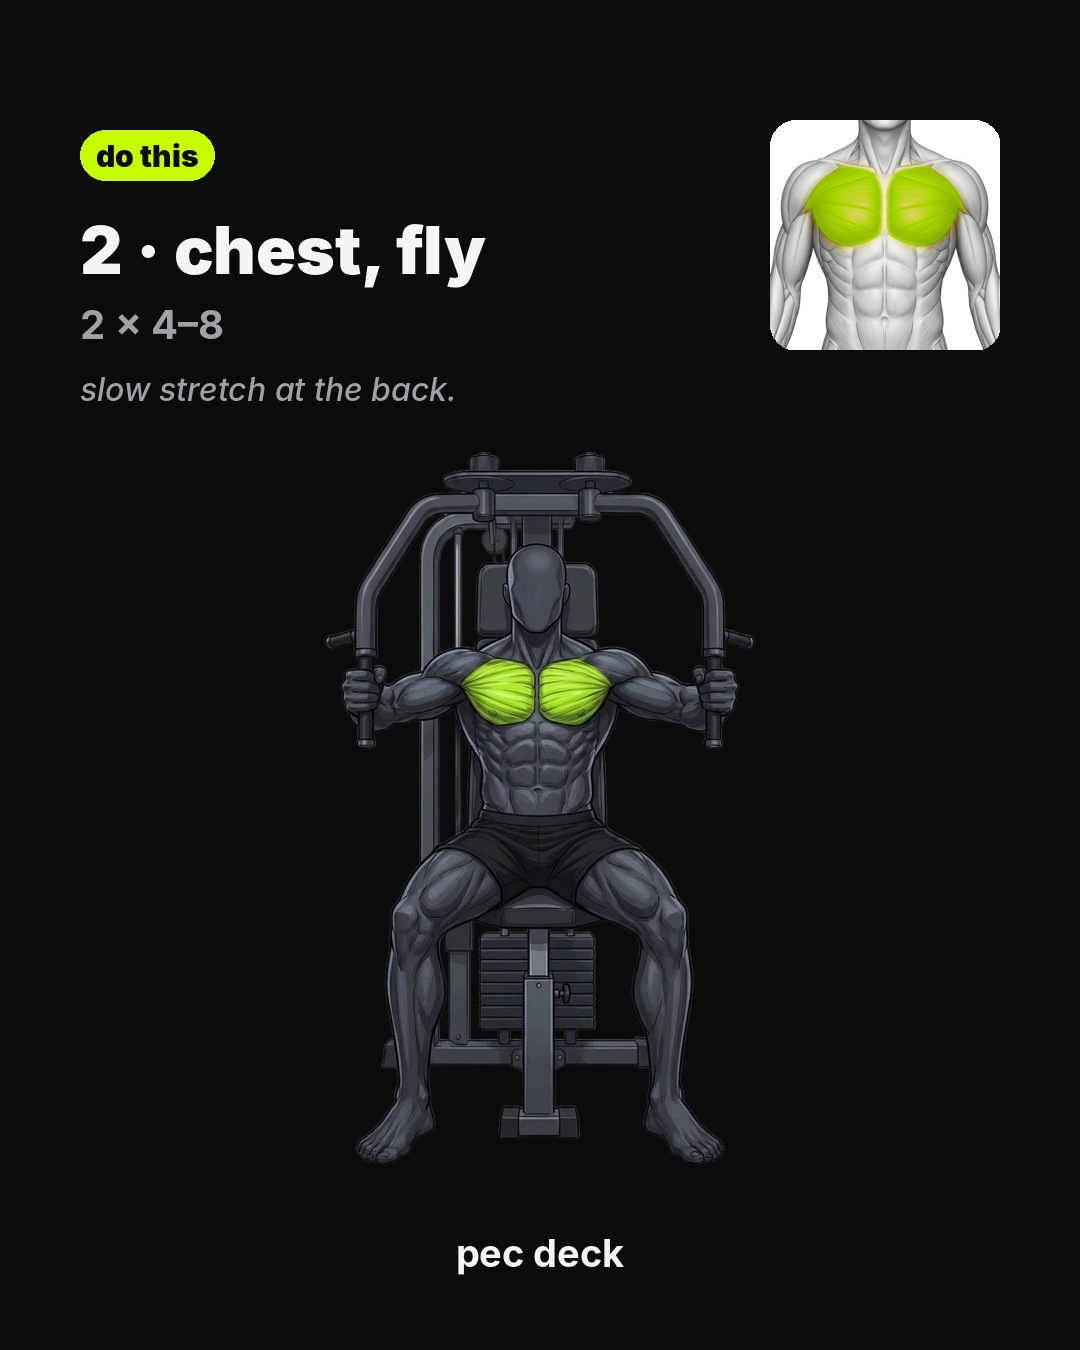 do this
2 · chest, fly
2 × 4–8
slow stretch at the back.
pec deck